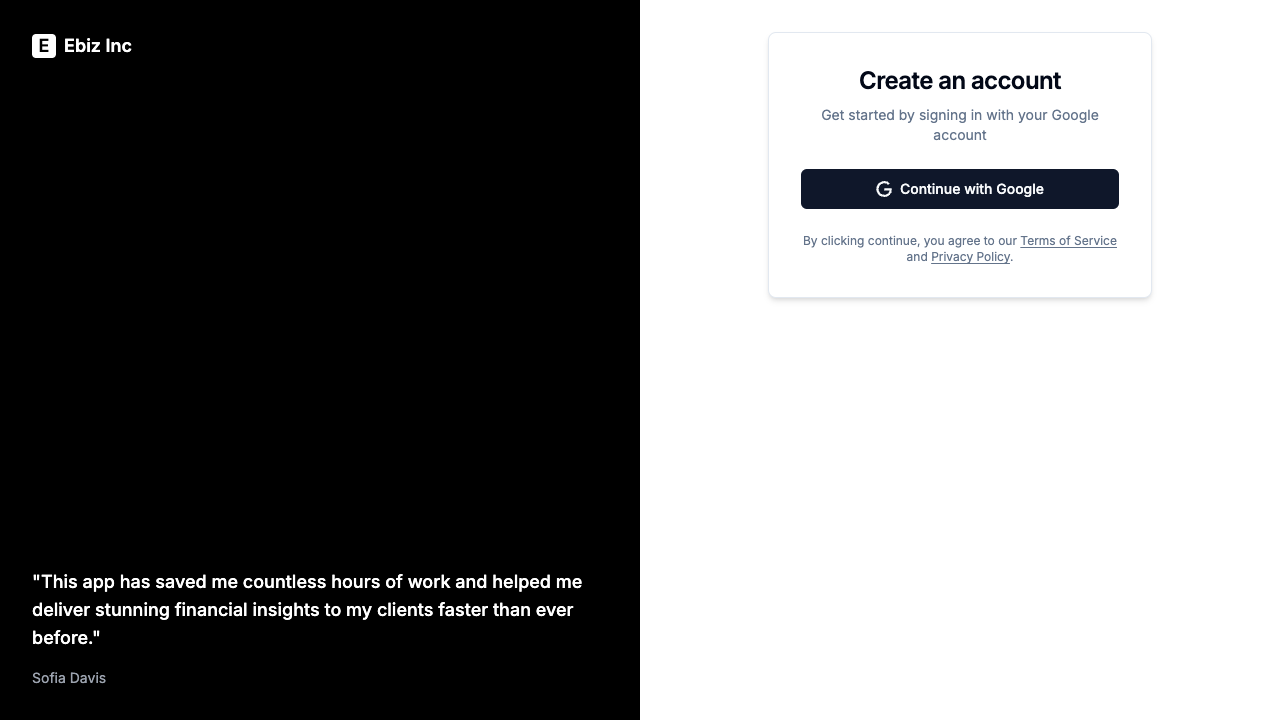 E Ebiz Inc
"This app has saved me countless hours of work and helped me
deliver stunning financial insights to my clients faster than ever
before."
Sofia Davis
Create an account
Get started by signing in with your Google
account
Continue with Google
By clicking continue, you agree to our Terms of Service
and Privacy Policy.